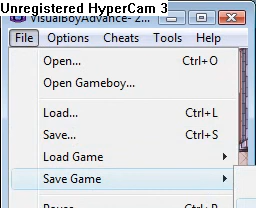 Unregistered HyperCam 3
VisualBoyAdvance- 2...
File Options Cheats Tools Help
Open... Ctrl+O
Open Gameboy...
Load... Ctrl+L
Save... Ctrl+S
Load Game
Save Game
Pause Ctrl+P